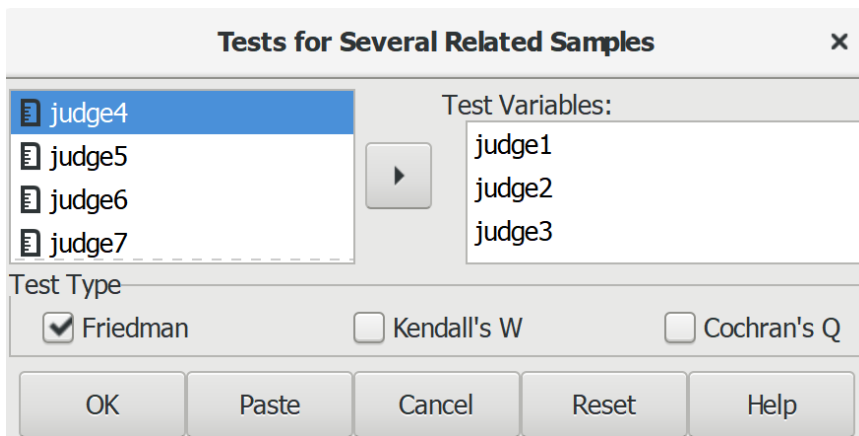 Tests for Several Related Samples
judge4
judge5
judge6
judge7
Test Variables:
judge1
judge2
judge3
Test Type
Friedman
Kendall's W
Cochran's Q
OK
Paste
Cancel
Reset
Help